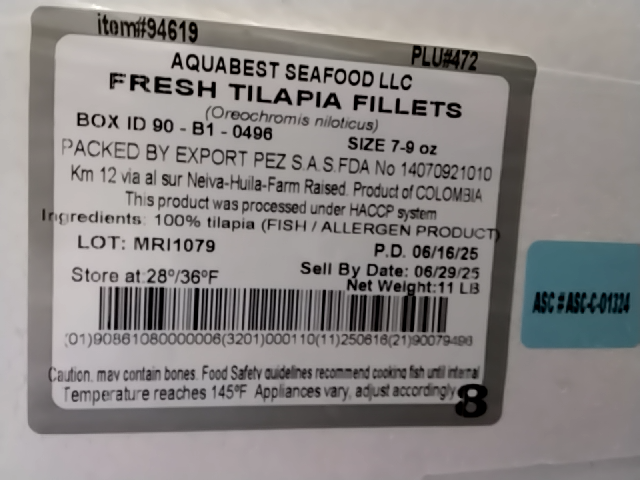 item#94619
PLU#472
AQUABEST SEAFOOD LLC
FRESH TILAPIA FILLETS
(Oreochromis niloticus)
BOX ID 90 - B1 - 0496
SIZE 7-9 oz
PACKED BY EXPORT PEZ S.A.S.FDA No 14070921010
Km 12 via al sur Neiva-Huila-Farm Raised. Product of COLOMBIA
This product was processed under HACCP system
Ingredients: 100% tilapia (FISH / ALLERGEN PRODUCT)
LOT: MRI1079
P.D. 06/16/25
Store at:28°/36°F
Sell By Date: 06/29/25
Net Weight:11 LB
(01)90861080000006(3201)000110(11)250616(21)90079496
ASC # ASC-C-01324
Caution, may contain bones. Food Safety guidelines recommend cooking fish until internal
Temperature reaches 145ºF Appliances vary, adjust accordingly
8